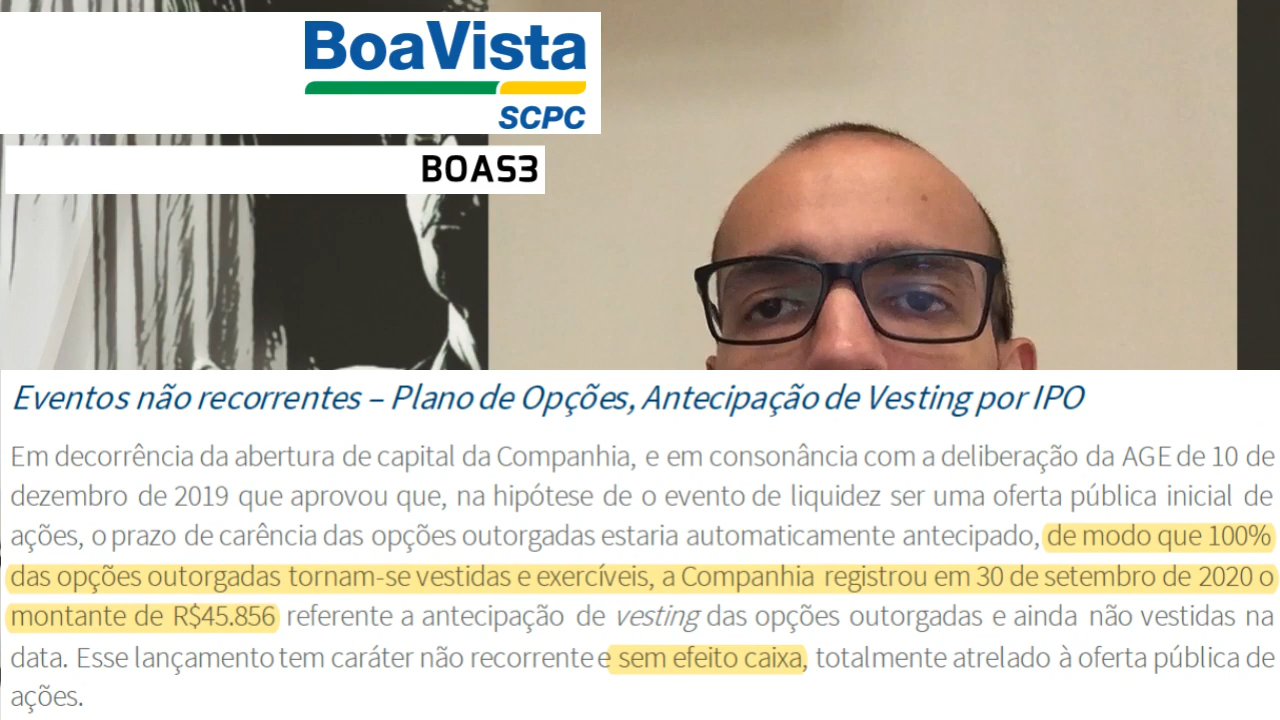 BoaVista
SCPC
BOAS3
Eventos não recorrentes – Plano de Opções, Antecipação de Vesting por IPO
Em decorrência da abertura de capital da Companhia, e em consonância com a deliberação da AGE de 10 de
dezembro de 2019 que aprovou que, na hipótese de o evento de liquidez ser uma oferta pública inicial de
ações, o prazo de carência das opções outorgadas estaria automaticamente antecipado, de modo que 100%
das opções outorgadas tornam-se vestidas e exercíveis, a Companhia registrou em 30 de setembro de 2020 o
montante de R$45.856 referente a antecipação de vesting das opções outorgadas e ainda não vestidas na
data. Esse lançamento tem caráter não recorrente e sem efeito caixa, totalmente atrelado à oferta pública de
ações.